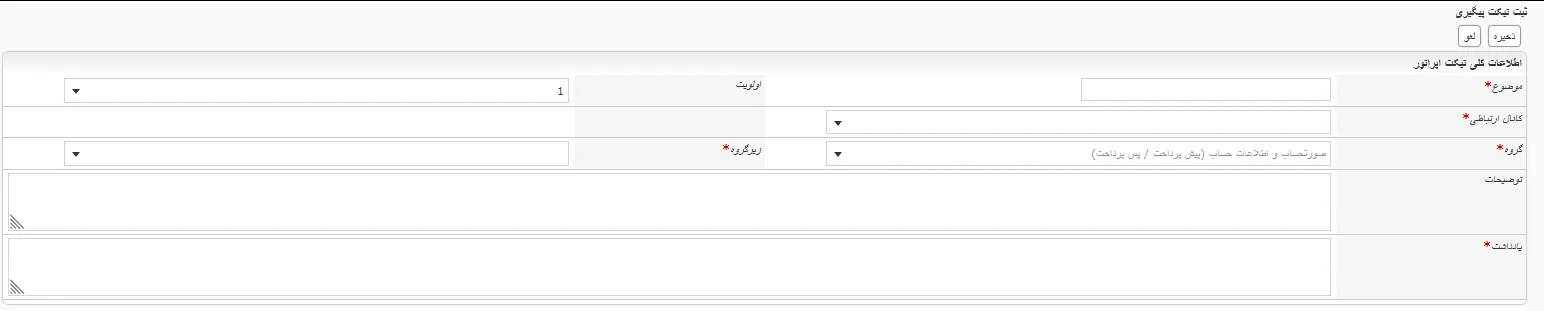 ثبت تیکت پیگیری
ذخیره لغو
اطلاعات کلی تیکت اپراتور
موضوع* اولویت 1
کانال ارتباطی*
گروه* صورتحساب و اطلاعات حساب (پیش پرداخت / پس پرداخت) زیرگروه*
توضیحات
یادداشت*